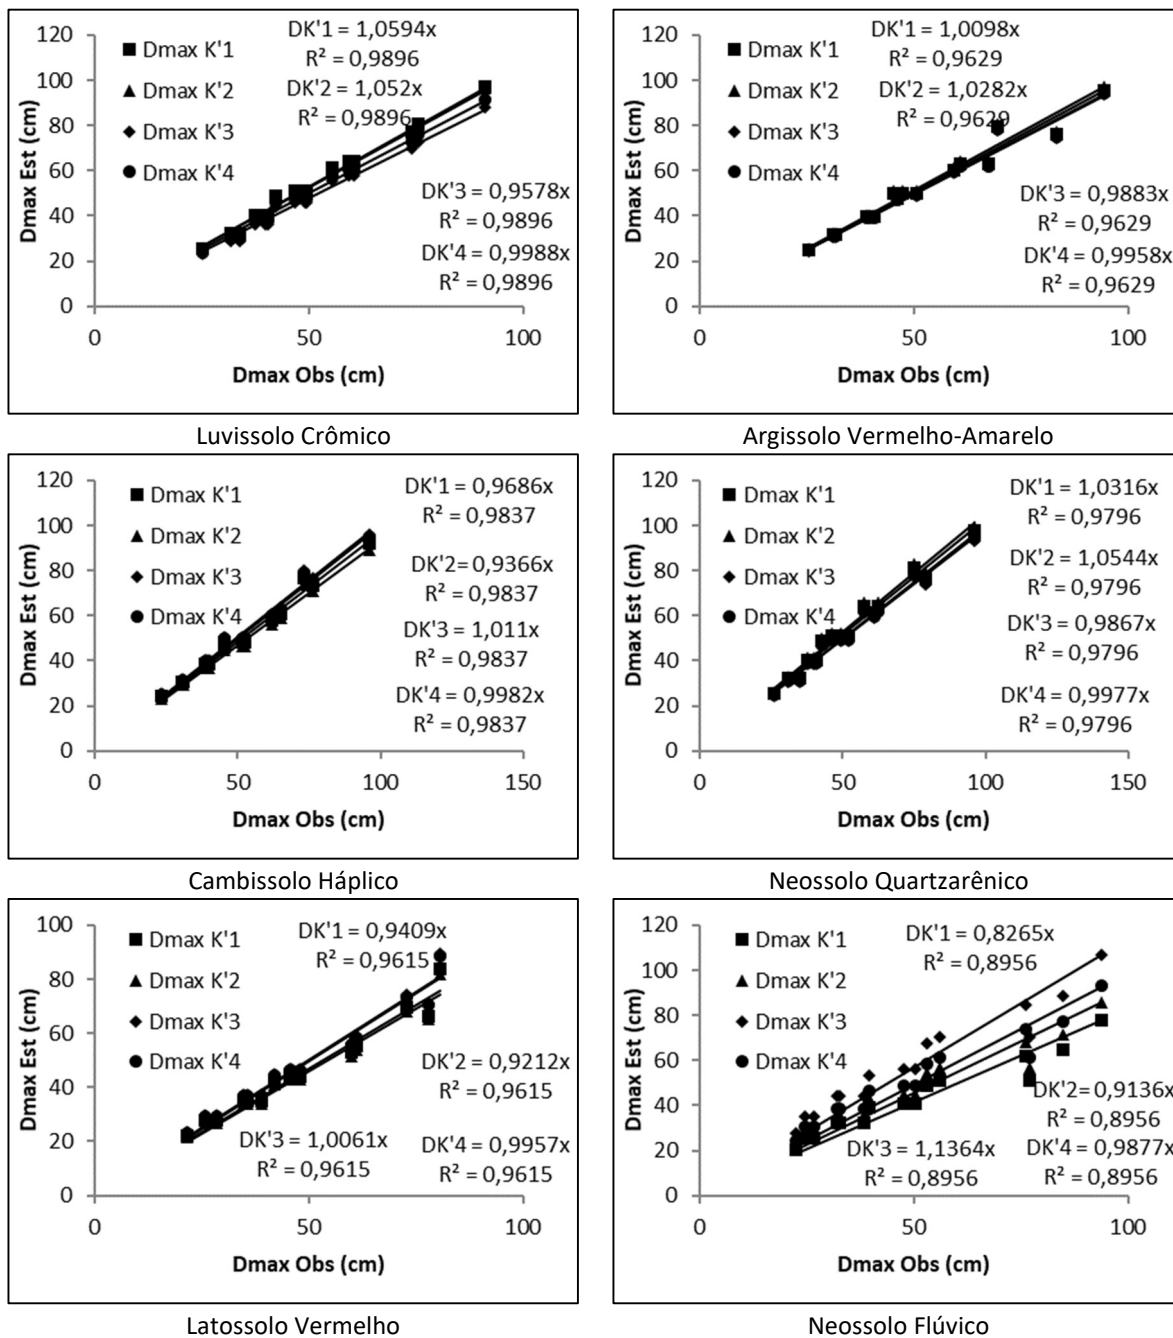 120
100
80
60
40
20
0
0 50 100
Dmax Est (cm)
Dmax Obs (cm)
Dmax K'1
Dmax K'2
Dmax K'3
Dmax K'4
DK'1 = 1,0594x
R² = 0,9896
DK'2 = 1,052x
R² = 0,9896
DK'3 = 0,9578x
R² = 0,9896
DK'4 = 0,9988x
R² = 0,9896
Luvissolo Crômico
120
100
80
60
40
20
0
0 50 100
Dmax Est (cm)
Dmax Obs (cm)
Dmax K'1
Dmax K'2
Dmax K'3
Dmax K'4
DK'1 = 1,0098x
R² = 0,9629
DK'2 = 1,0282x
R² = 0,9629
DK'3 = 0,9883x
R² = 0,9629
DK'4 = 0,9958x
R² = 0,9629
Argissolo Vermelho-Amarelo
120
100
80
60
40
20
0
0 50 100 150
Dmax Est (cm)
Dmax Obs (cm)
Dmax K'1
Dmax K'2
Dmax K'3
Dmax K'4
DK'1 = 0,9686x
R² = 0,9837
DK'2= 0,9366x
R² = 0,9837
DK'3 = 1,011x
R² = 0,9837
DK'4 = 0,9982x
R² = 0,9837
Cambissolo Háplico
120
100
80
60
40
20
0
0 50 100 150
Dmax Est (cm)
Dmax Obs (cm)
Dmax K'1
Dmax K'2
Dmax K'3
Dmax K'4
DK'1 = 1,0316x
R² = 0,9796
DK'2 = 1,0544x
R² = 0,9796
DK'3 = 0,9867x
R² = 0,9796
DK'4 = 0,9977x
R² = 0,9796
Neossolo Quartzarênico
100
80
60
40
20
0
0 50 100
Dmax Est (cm)
Dmax Obs (cm)
Dmax K'1
Dmax K'2
Dmax K'3
Dmax K'4
DK'1 = 0,9409x
R² = 0,9615
DK'2 = 0,9212x
R² = 0,9615
DK'3 = 1,0061x
R² = 0,9615
DK'4 = 0,9957x
R² = 0,9615
Latossolo Vermelho
120
100
80
60
40
20
0
0 50 100
Dmax Est (cm)
Dmax Obs (cm)
Dmax K'1
Dmax K'2
Dmax K'3
Dmax K'4
DK'1 = 0,8265x
R² = 0,8956
DK'2= 0,9136x
R² = 0,8956
DK'3 = 1,1364x
R² = 0,8956
DK'4 = 0,9877x
R² = 0,8956
Neossolo Flúvico